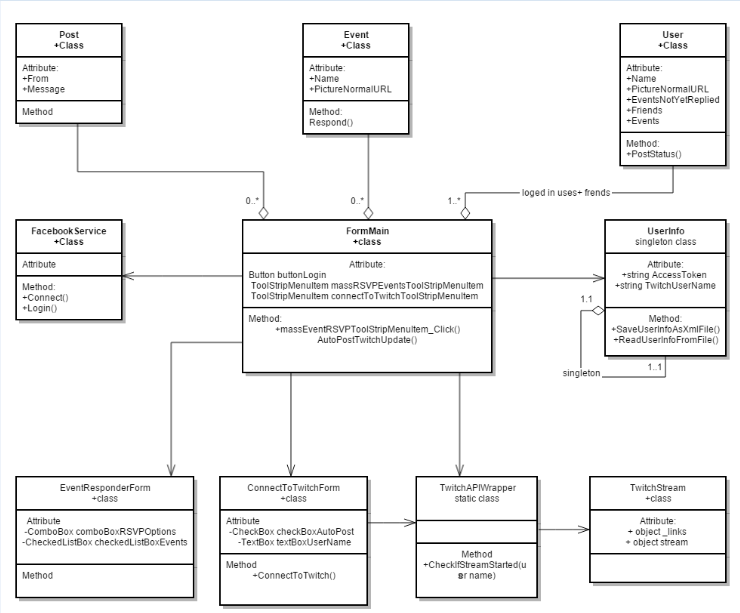 Post
+Class
Attribute:
+From
+Message
Method
Event
+Class
Attribute:
+Name
+PictureNormalURL
Method:
Respond()
User
+Class
Attribute:
+Name
+PictureNormalURL
+EventsNotYetReplied
+Friends
+Events
Method:
+PostStatus()
0..*
0..*
1..*
loged in uses+ frends
FacebookService
+Class
Attribute
Method:
+Connect()
+Login()
FormMain
+class
Attribute:
Button buttonLogin
ToolStripMenuItem massRSVPEventsToolStripMenuItem
ToolStripMenuItem connectToTwitchToolStripMenuItem
Method:
+massEventRSVPToolStripMenuItem_Click()
AutoPostTwitchUpdate()
UserInfo
singleton class
Attribute:
+string AccessToken
+string TwitchUserName
Method:
+SaveUserInfoAsXmlFile()
+ReadUserInfoFromFile()
1.1
1..1
singleton
EventResponderForm
+class
Attribute
-ComboBox comboBoxRSVPOptions
-CheckedListBox checkedListBoxEvents
Method
ConnectToTwitchForm
+class
Attribute
-CheckBox checkBoxAutoPost
-TextBox textBoxUserName
Method
+ConnectToTwitch()
TwitchAPIWrapper
static class
Method
+CheckIfStreamStarted(u
ser name)
TwitchStream
+class
Attribute:
+ object _links
+ object stream